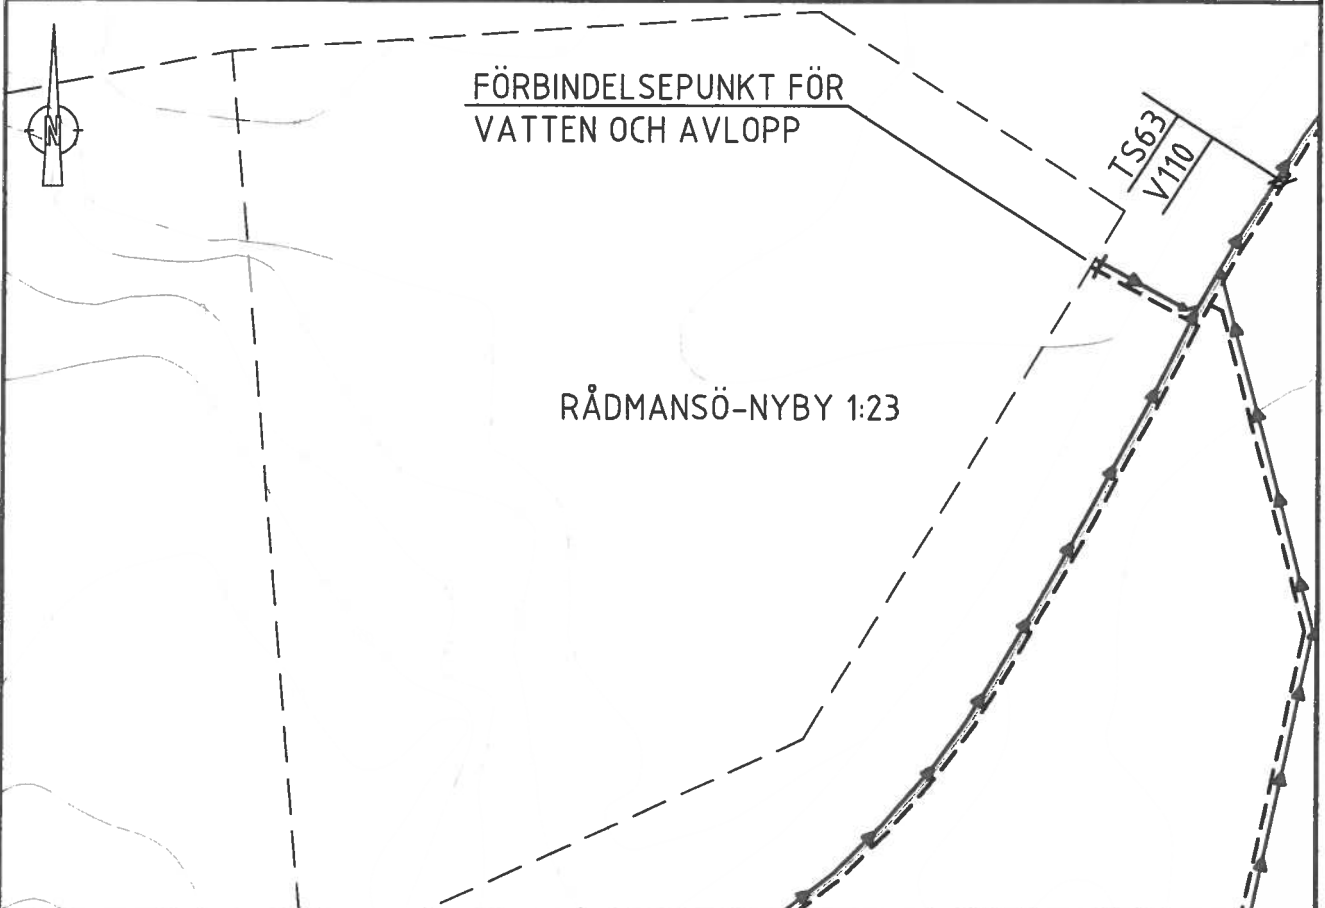 N
FÖRBINDELSEPUNKT FÖR
VATTEN OCH AVLOPP
TS63
V110
RÅDMANSÖ-NYBY 1:23